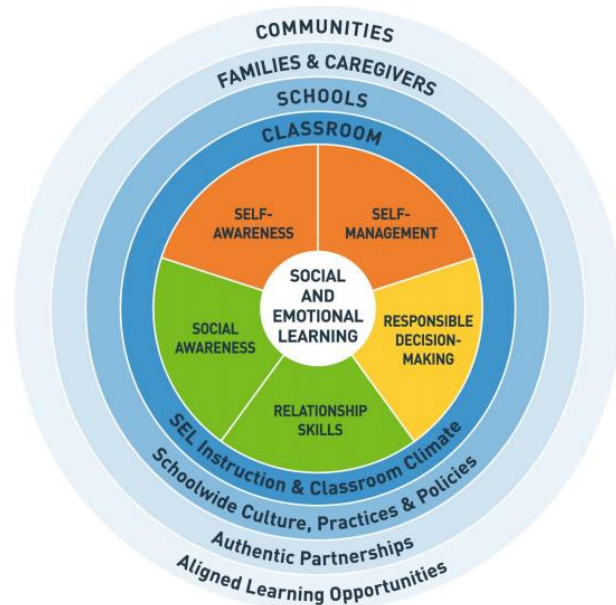 COMMUNITIES
FAMILIES & CAREGIVERS
SCHOOLS
CLASSROOM
SELF-
AWARENESS
SELF-
MANAGEMENT
SOCIAL
AND
EMOTIONAL
LEARNING
SOCIAL
AWARENESS
RESPONSIBLE
DECISION-
MAKING
RELATIONSHIP
SKILLS
SEL Instruction & Classroom Climate
Schoolwide Culture, Practices & Policies
Authentic Partnerships
Aligned Learning Opportunities